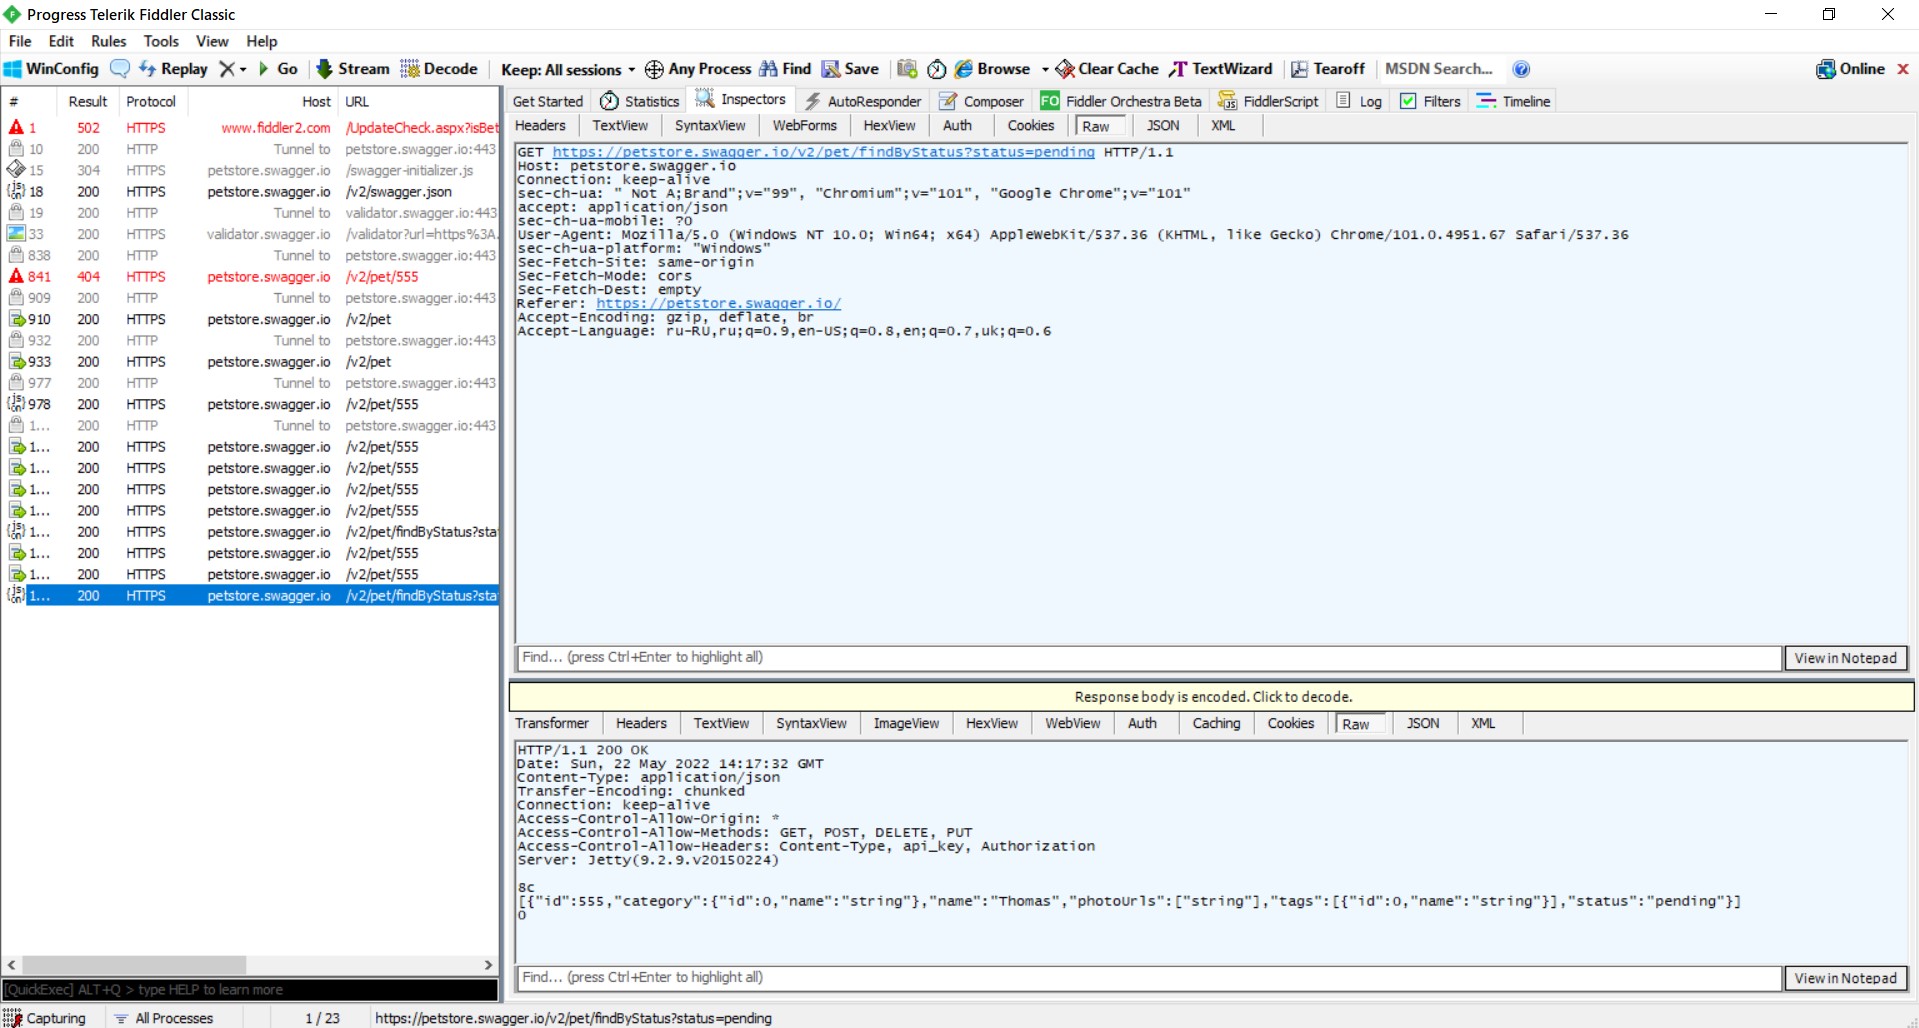 Progress Telerik Fiddler Classic
File Edit Rules Tools View Help
WinConfig Replay Go Stream Decode Keep: All sessions Any Process Find Save Browse Clear Cache TextWizard Tearoff MSDN Search... Online
# Result Protocol Host URL
1 502 HTTPS www.fiddler2.com /UpdateCheck.aspx?isBet
10 200 HTTP Tunnel to petstore.swagger.io:443
15 304 HTTPS petstore.swagger.io /swagger-initializer.js
18 200 HTTPS petstore.swagger.io /v2/swagger.json
19 200 HTTP Tunnel to validator.swagger.io:443
33 200 HTTPS validator.swagger.io /validator?url=https%3A.
838 200 HTTP Tunnel to petstore.swagger.io:443
841 404 HTTPS petstore.swagger.io /v2/pet/555
909 200 HTTP Tunnel to petstore.swagger.io:443
910 200 HTTPS petstore.swagger.io /v2/pet
932 200 HTTP Tunnel to petstore.swagger.io:443
933 200 HTTPS petstore.swagger.io /v2/pet
977 200 HTTP Tunnel to petstore.swagger.io:443
978 200 HTTPS petstore.swagger.io /v2/pet/555
1... 200 HTTP Tunnel to petstore.swagger.io:443
1... 200 HTTPS petstore.swagger.io /v2/pet/555
1... 200 HTTPS petstore.swagger.io /v2/pet/555
1... 200 HTTPS petstore.swagger.io /v2/pet/555
1... 200 HTTPS petstore.swagger.io /v2/pet/555
1... 200 HTTPS petstore.swagger.io /v2/pet/findByStatus?sta
1... 200 HTTPS petstore.swagger.io /v2/pet/555
1... 200 HTTPS petstore.swagger.io /v2/pet/555
1... 200 HTTPS petstore.swagger.io /v2/pet/findByStatus?sta
[QuickExec] ALT+Q > type HELP to learn more
Get Started Statistics Inspectors AutoResponder Composer FO Fiddler Orchestra Beta FiddlerScript Log Filters Timeline
Headers TextView SyntaxView WebForms HexView Auth Cookies Raw JSON XML
GET https://petstore.swagger.io/v2/pet/findByStatus?status=pending HTTP/1.1
Host: petstore.swagger.io
Connection: keep-alive
sec-ch-ua: " Not A;Brand";v="99", "Chromium";v="101", "Google Chrome";v="101"
accept: application/json
sec-ch-ua-mobile: ?0
User-Agent: Mozilla/5.0 (Windows NT 10.0; Win64; x64) AppleWebKit/537.36 (KHTML, like Gecko) Chrome/101.0.4951.67 Safari/537.36
sec-ch-ua-platform: "Windows"
Sec-Fetch-Site: same-origin
Sec-Fetch-Mode: cors
Sec-Fetch-Dest: empty
Referer: https://petstore.swagger.io/
Accept-Encoding: gzip, deflate, br
Accept-Language: ru-RU,ru;q=0.9,en-US;q=0.8,en;q=0.7,uk;q=0.6
Find... (press Ctrl+Enter to highlight all) View in Notepad
Response body is encoded. Click to decode.
Transformer Headers TextView SyntaxView ImageView HexView WebView Auth Caching Cookies Raw JSON XML
HTTP/1.1 200 OK
Date: Sun, 22 May 2022 14:17:32 GMT
Content-Type: application/json
Transfer-Encoding: chunked
Connection: keep-alive
Access-Control-Allow-Origin: *
Access-Control-Allow-Methods: GET, POST, DELETE, PUT
Access-Control-Allow-Headers: Content-Type, api_key, Authorization
Server: Jetty(9.2.9.v20150224)
8c
[{"id":555,"category":{"id":0,"name":"string"},"name":"Thomas","photoUrls":["string"],"tags":[{"id":0,"name":"string"}],"status":"pending"}]
0
Find... (press Ctrl+Enter to highlight all) View in Notepad
Capturing All Processes 1 / 23 https://petstore.swagger.io/v2/pet/findByStatus?status=pending